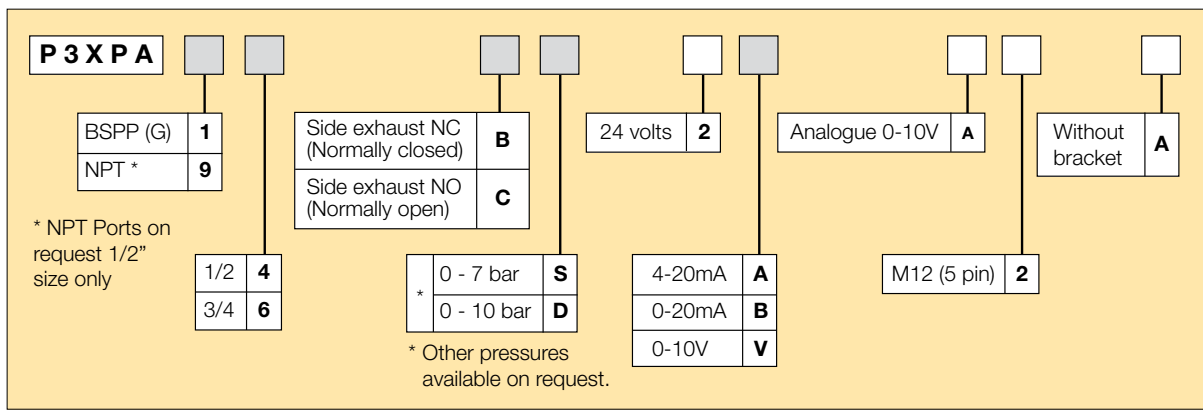 P3XPA
BSPP (G) 1
NPT * 9
* NPT Ports on
request 1/2”
size only
1/2 4
3/4 6
Side exhaust NC
(Normally closed) B
Side exhaust NO
(Normally open) C
* 0 - 7 bar S
0 - 10 bar D
* Other pressures
available on request.
24 volts 2
4-20mA A
0-20mA B
0-10V V
Analogue 0-10V A
M12 (5 pin) 2
Without
bracket A